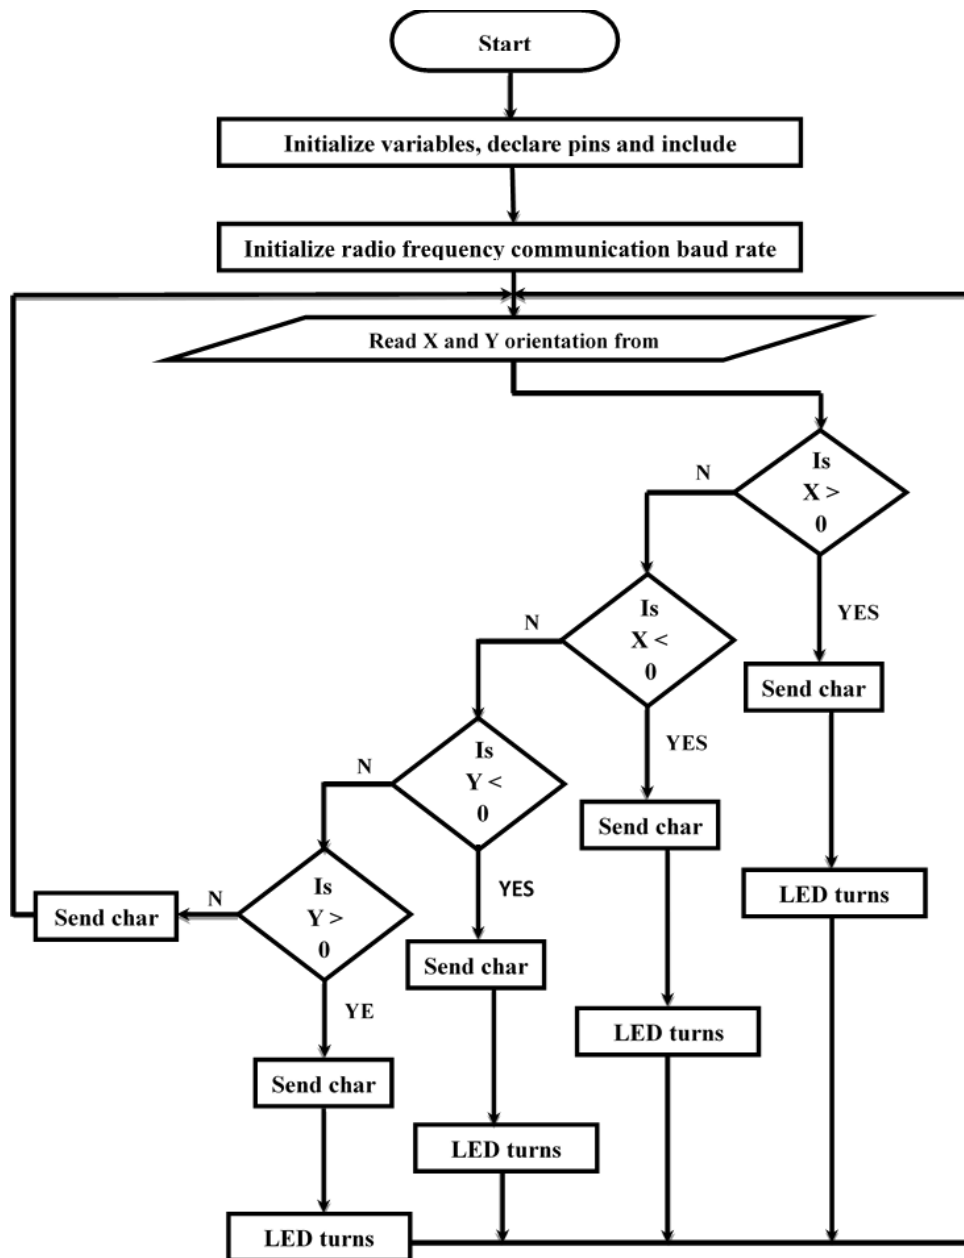 Start
Initialize variables, declare pins and include
Initialize radio frequency communication baud rate
Read X and Y orientation from
Is
X >
0
N
YES
Is
X <
0
N
YES
Send char
Is
Y <
0
N
YES
Send char
LED turns
Is
Y >
0
N
YE
Send char
Send char
LED turns
Send char
LED turns
LED turns